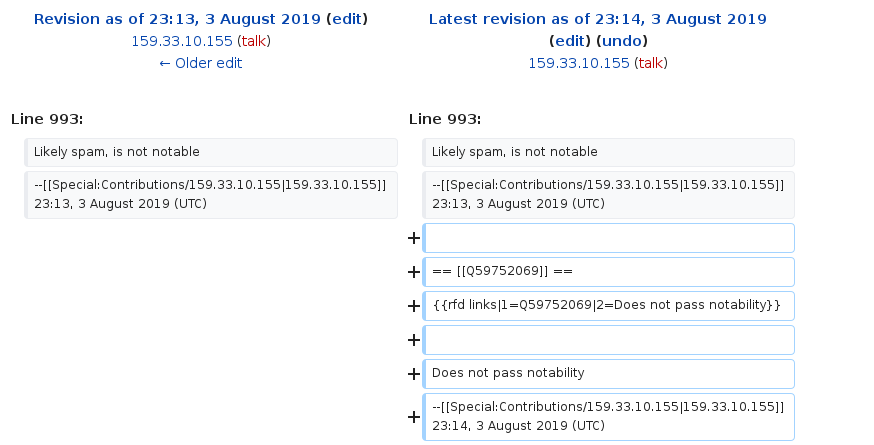 Revision as of 23:13, 3 August 2019 (edit)
159.33.10.155 (talk)
← Older edit
Latest revision as of 23:14, 3 August 2019
(edit) (undo)
159.33.10.155 (talk)
Line 993:
Line 993:
Likely spam, is not notable
Likely spam, is not notable
--[[Special:Contributions/159.33.10.155|159.33.10.155]]
23:13, 3 August 2019 (UTC)
--[[Special:Contributions/159.33.10.155|159.33.10.155]]
23:13, 3 August 2019 (UTC)
+
+ == [[Q59752069]] ==
+ {{rfd links|1=Q59752069|2=Does not pass notability}}
+
+ Does not pass notability
+ --[[Special:Contributions/159.33.10.155|159.33.10.155]]
23:14, 3 August 2019 (UTC)